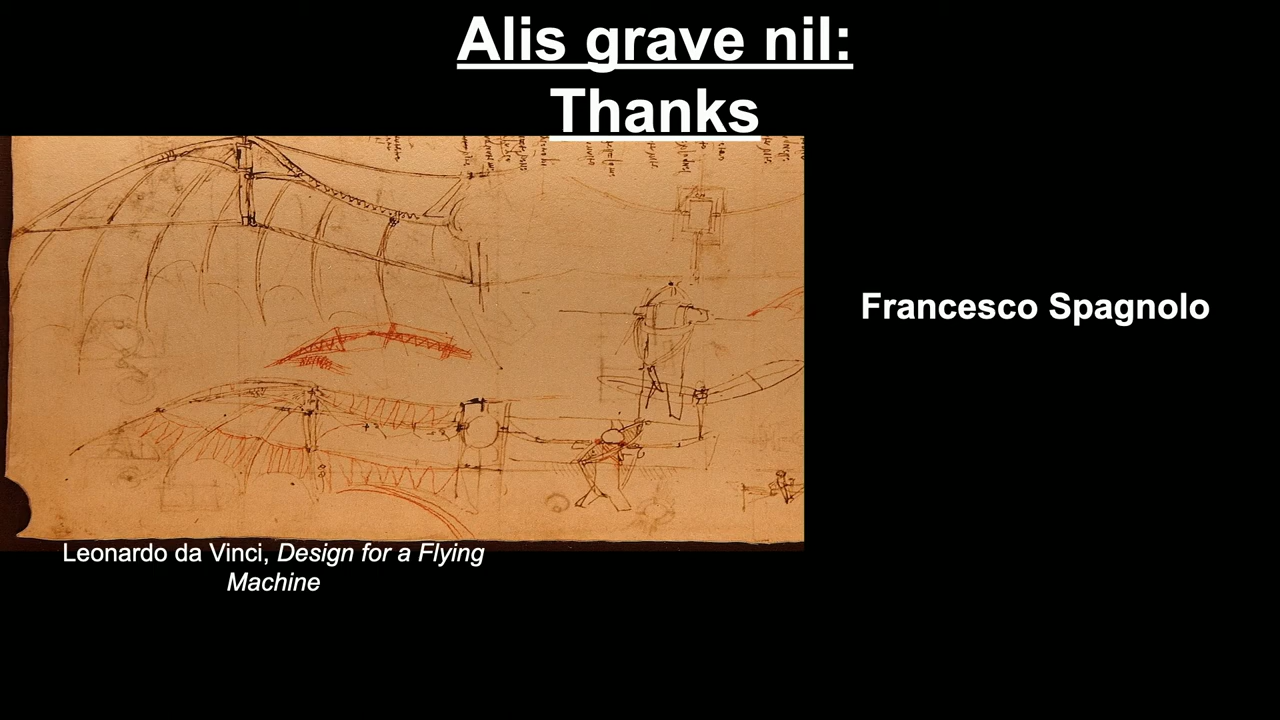 Alis grave nil:
Thanks
Francesco Spagnolo
Leonardo da Vinci, Design for a Flying
Machine